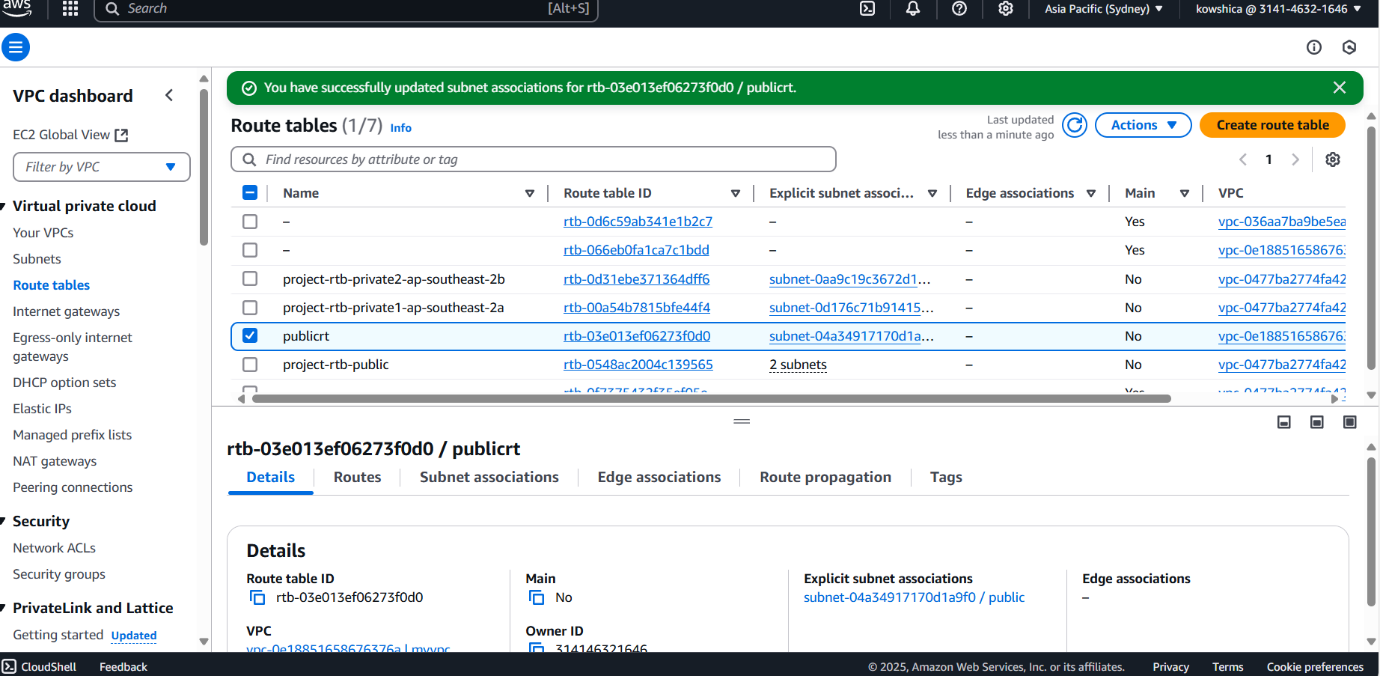 aws
Search [Alt+S] Asia Pacific (Sydney) kowshica @ 3141-4632-1646
VPC dashboard
EC2 Global View
Filter by VPC
Virtual private cloud
Your VPCs
Subnets
Route tables
Internet gateways
Egress-only internet
gateways
DHCP option sets
Elastic IPs
Managed prefix lists
NAT gateways
Peering connections
Security
Network ACLs
Security groups
PrivateLink and Lattice
Getting started Updated
You have successfully updated subnet associations for rtb-03e013ef06273f0d0 / publicrt.
Route tables (1/7) Info
Last updated
less than a minute ago
Actions
Create route table
Find resources by attribute or tag
1
Name Route table ID Explicit subnet associ... Edge associations Main VPC
– rtb-0d6c59ab341e1b2c7 – – Yes vpc-036aa7ba9be5ea
– rtb-066eb0fa1ca7c1bdd – – Yes vpc-0e18851658676
project-rtb-private2-ap-southeast-2b rtb-0d31ebe371364dff6 subnet-0aa9c19c3672d1... – No vpc-0477ba2774fa42
project-rtb-private1-ap-southeast-2a rtb-00a54b7815bfe44f4 subnet-0d176c71b91415... – No vpc-0477ba2774fa42
publicrt rtb-03e013ef06273f0d0 subnet-04a34917170d1a... – No vpc-0e18851658676
project-rtb-public rtb-0548ac2004c139565 2 subnets – No vpc-0477ba2774fa42
rtb-03e013ef06273f0d0 / publicrt
Details Routes Subnet associations Edge associations Route propagation Tags
Details
Route table ID
rtb-03e013ef06273f0d0
Main
No
Explicit subnet associations
subnet-04a34917170d1a9f0 / public
Edge associations
–
VPC
vpc-0e18851658676376a | myvpc
Owner ID
314146321646
CloudShell Feedback © 2025, Amazon Web Services, Inc. or its affiliates. Privacy Terms Cookie preferences